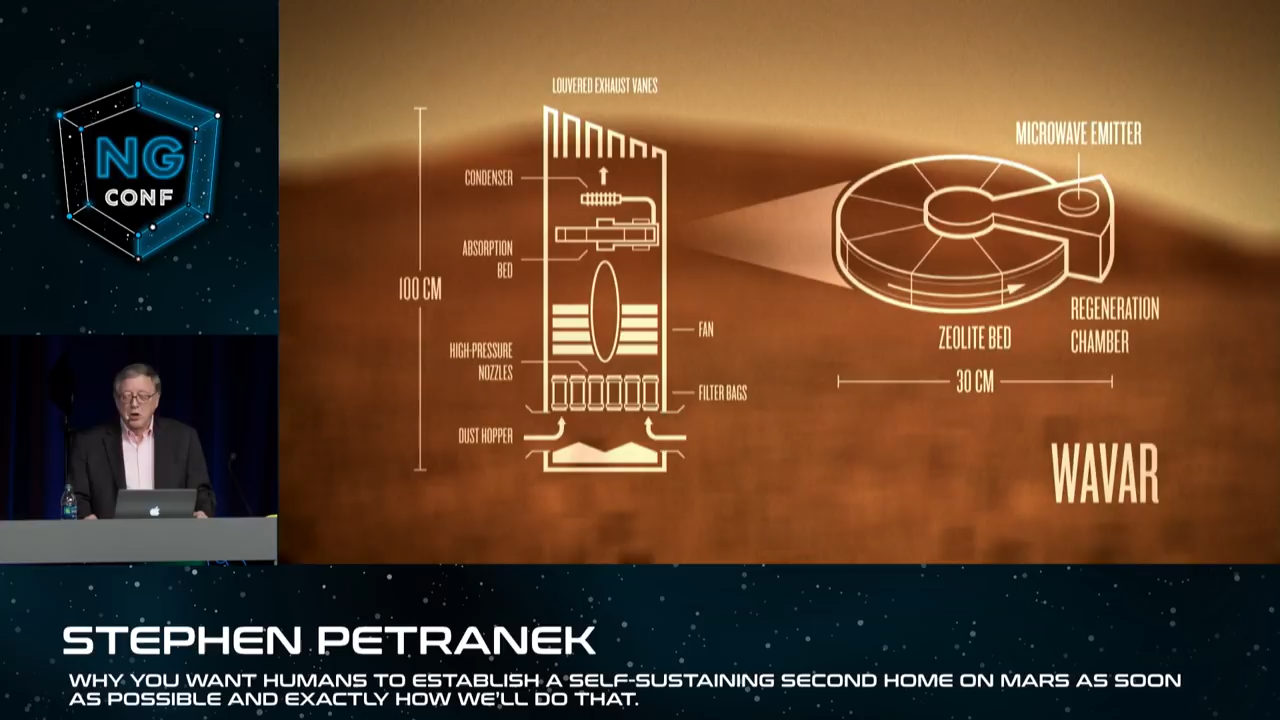 NG
CONF
LOUVERED EXHAUST VANES
CONDENSER
ABSORPTION
BED
100 CM
HIGH-PRESSURE
NOZZLES
FAN
FILTER BAGS
DUST HOPPER
MICROWAVE EMITTER
REGENERATION
CHAMBER
ZEOLITE BED
30 CM
WAVAR
STEPHEN PETRANEK
WHY YOU WANT HUMANS TO ESTABLISH A SELF-SUSTAINING SECOND HOME ON MARS AS SOON
AS POSSIBLE AND EXACTLY HOW WE'LL DO THAT.